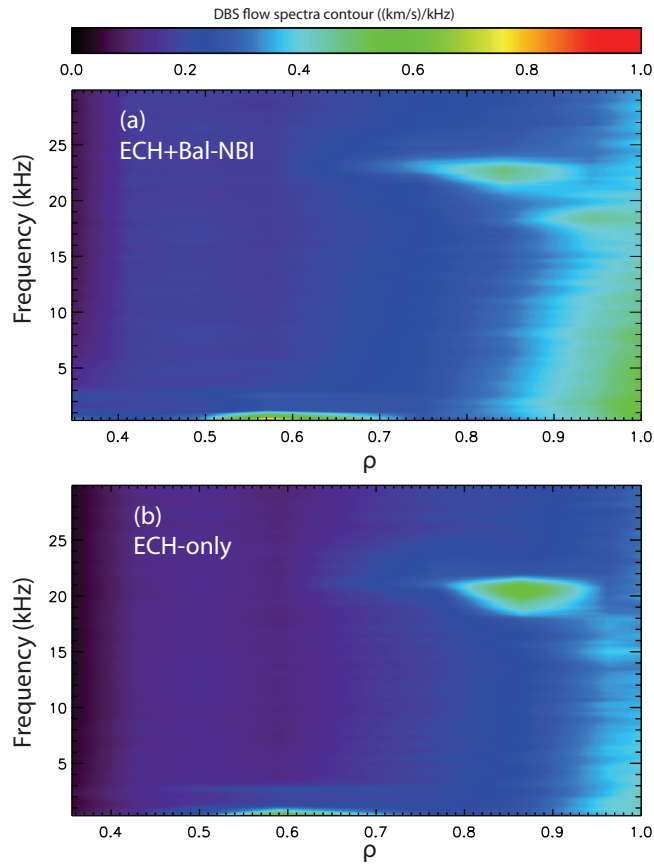 DBS flow spectra contour ((km/s)/kHz)
0.0 0.2 0.4 0.6 0.8 1.0
(a)
ECH+Bal-NBI
Frequency (kHz)
25
20
15
10
5
0.4 0.5 0.6 0.7 0.8 0.9 1.0
ρ
(b)
ECH-only
Frequency (kHz)
25
20
15
10
5
0.4 0.5 0.6 0.7 0.8 0.9 1.0
ρ